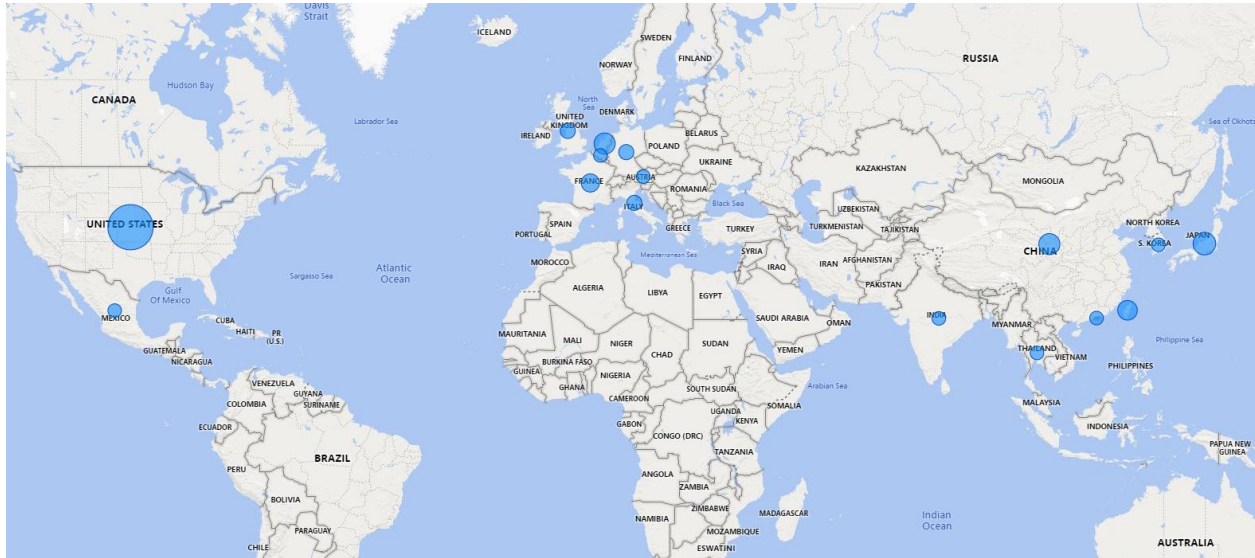 Davis
Strait
ICELAND
SWEDEN
FINLAND
NORWAY
RUSSIA
Hudson Bay
CANADA
North
Sea
DENMARK
UNITED
KINGDOM
IRELAND
Labrador Sea
Sea of Okhots
BELARUS
POLAND
UKRAINE
KAZAKHSTAN
MONGOLIA
FRANCE
AUSTRIA
ROMANIA
ITALY
Black Sea
UZBEKISTAN
UNITED STATES
SPAIN
PORTUGAL
GREECE
TURKEY
TURKMENISTAN
TAJIKISTAN
NORTH KOREA
S. KOREA
JAPAN
CHINA
Mediterranean Sea
SYRIA
IRAQ
IRAN
AFGHANISTAN
PAKISTAN
Sargasso Sea
Atlantic
Ocean
MOROCCO
ALGERIA
LIBYA
EGYPT
Gulf
Of Mexico
MEXICO
CUBA
HAITI
PR
(U.S.)
SAUDI ARABIA
OMAN
INDIA
MYANMAR
MAURITANIA
MALI
NIGER
CHAD
SUDAN
YEMEN
THAILAND
VIETNAM
Philippine Sea
PHILIPPINES
GUATEMALA
NICARAGUA
BURKINA FASO
GUINEA
GHANA
NIGERIA
CAMEROON
SOUTH SUDAN
SOMALIA
Arabian Sea
VENEZUELA
GUYANA
SURINAME
COLOMBIA
ECUADOR
GABON
UGANDA
KENYA
CONGO (DRC)
TANZANIA
MALAYSIA
INDONESIA
PAPUA NEW
GUINEA
PERU
BRAZIL
BOLIVIA
PARAGUAY
CHILE
ANGOLA
ZAMBIA
ZIMBABWE
NAMIBIA
MOZAMBIQUE
MADAGASCAR
ESWATINI
Indian
Ocean
AUSTRALIA